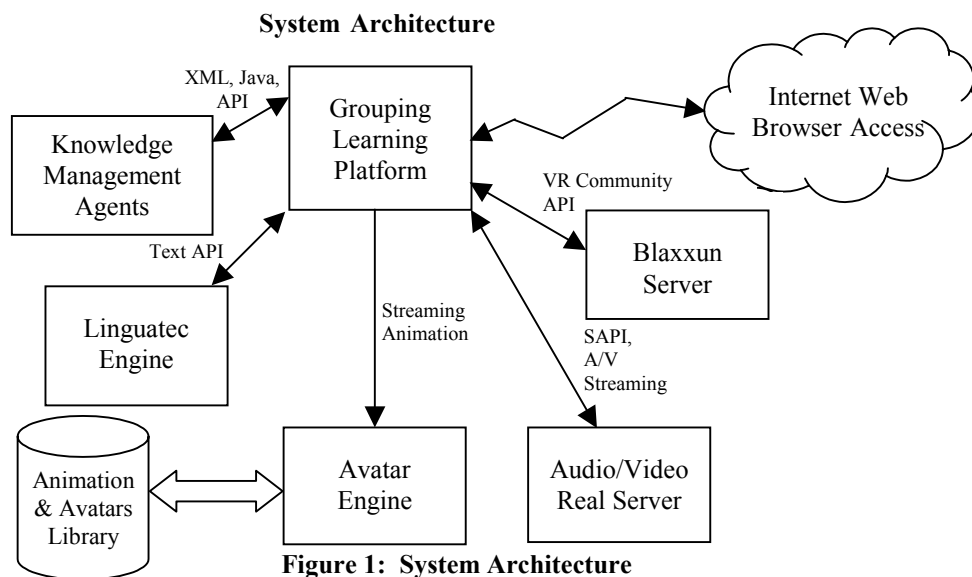 System Architecture
XML, Java,
API
Grouping
Learning
Platform
Internet Web
Browser Access
Knowledge
Management
Agents
VR Community
API
Text API
Blaxxun
Server
Linguatec
Engine
Streaming
Animation
SAPI,
A/V
Streaming
Animation
& Avatars
Library
Avatar
Engine
Audio/Video
Real Server
Figure 1: System Architecture